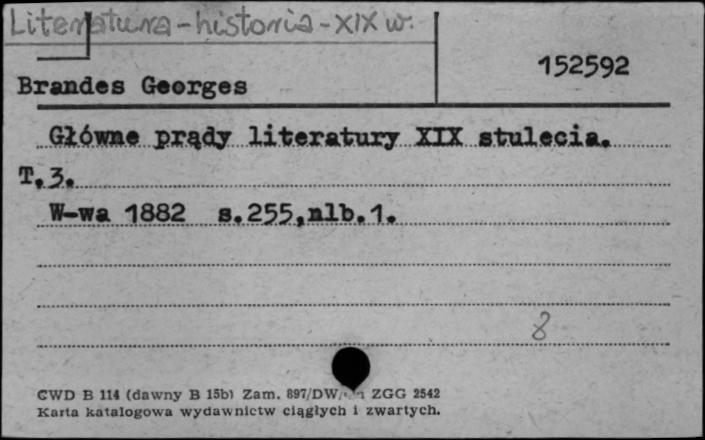 Literatura - historia - XIX w.
152592
Brandes Georges
Główne prądy literatury XIX stulecia.
T.3.
W-wa 1882 s.255,nlb.1.
8
CWD B 114 (dawny B 15b) Zam. 897/DW/ ZGG 2542
Karta katalogowa wydawnictw ciągłych i zwartych.